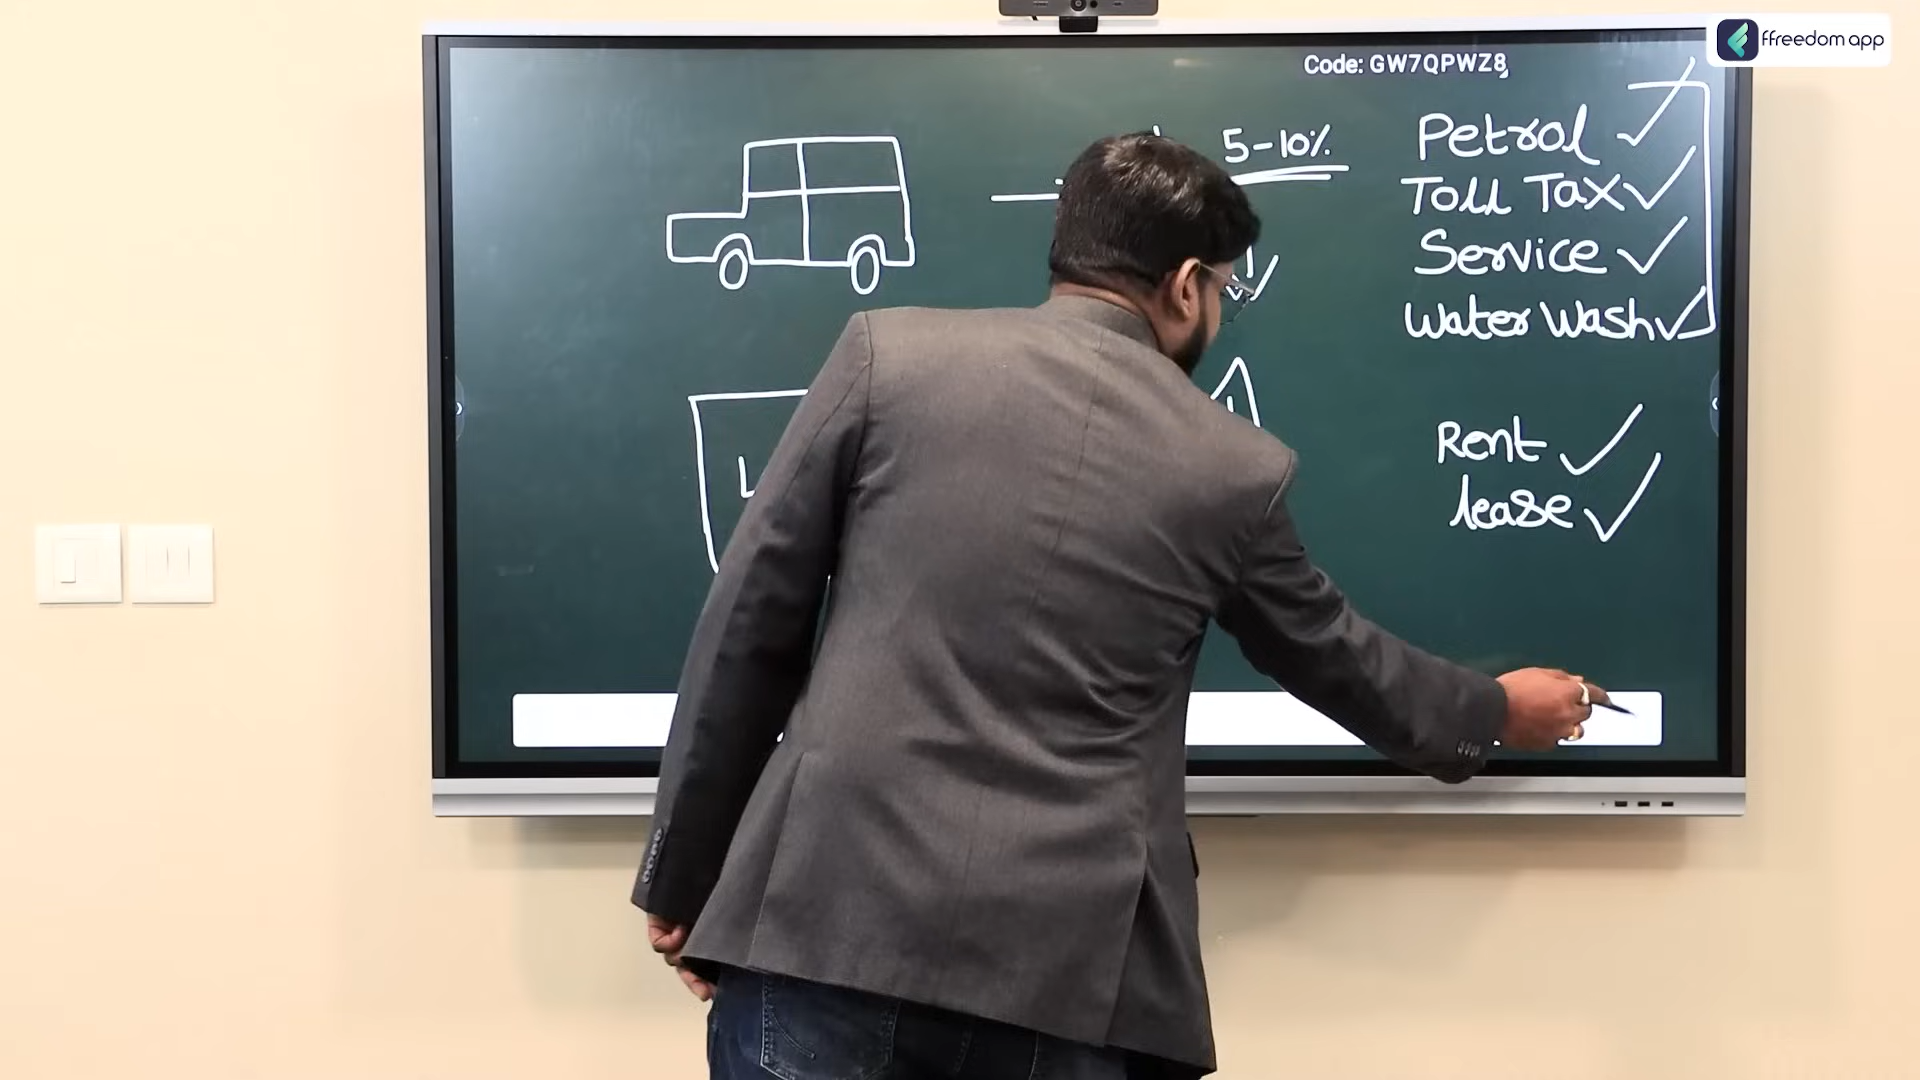 ffreedom app
Code: GW7QPWZ8
5-10%
Petrol
Toll Tax
Service
Water Wash
Rent
lease